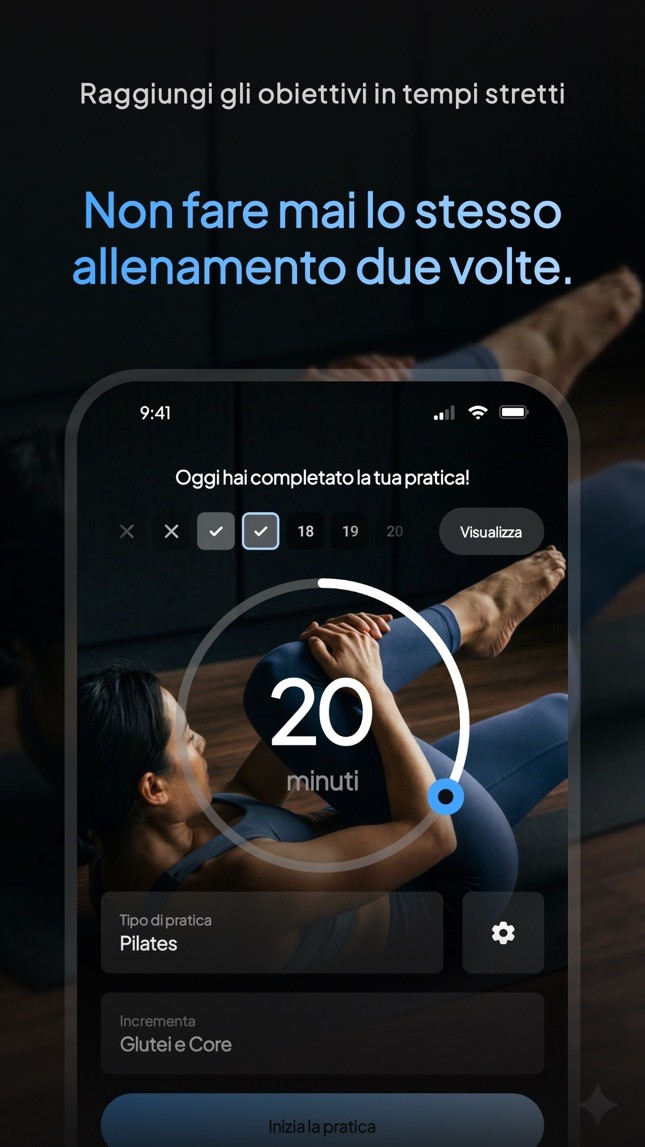 Raggiungi gli obiettivi in tempi stretti
Non fare mai lo stesso
allenamento due volte.
9:41
Oggi hai completato la tua pratica!
18 19 20 Visualizza
20
minuti
Tipo di pratica
Pilates
Incrementa
Glutei e Core
Inizia la pratica